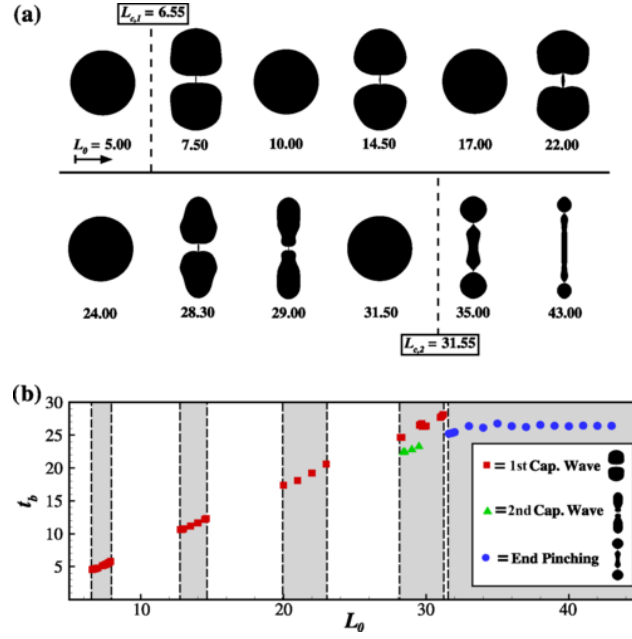 (a)
L_{c,1} = 6.55
L_0 = 5.00 7.50 10.00 14.50 17.00 22.00
24.00 28.30 29.00 31.50 35.00 43.00
L_{c,2} = 31.55
(b)
30
25
20
15
10
5
t_b
= 1st Cap. Wave
= 2nd Cap. Wave
= End Pinching
10 20 30 40
L_0